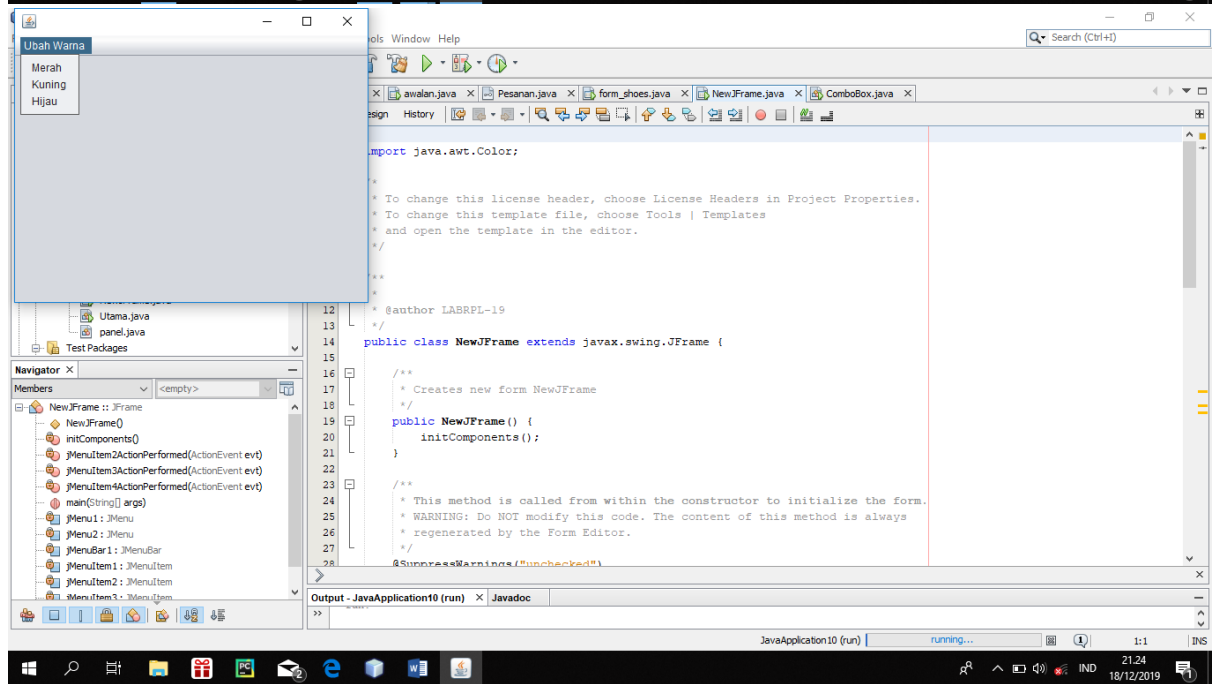 Ubah Warna
Merah
Kuning
Hijau
ols Window Help
Search (Ctrl+I)
awalan.java
Pesanan.java
form_shoes.java
NewJFrame.java
ComboBox.java
esign History
mport java.awt.Color;
* To change this license header, choose License Headers in Project Properties.
* To change this template file, choose Tools | Templates
* and open the template in the editor.
*/
**
*
12 * @author LABRPL-19
13 */
14 public class NewJFrame extends javax.swing.JFrame {
15
16 /**
17 * Creates new form NewJFrame
18 */
19 public NewJFrame() {
20 initComponents();
21 }
22
23 /**
24 * This method is called from within the constructor to initialize the form.
25 * WARNING: Do NOT modify this code. The content of this method is always
26 * regenerated by the Form Editor.
27 */
28 @SuppressWarnings("unchecked")
Utama.java
panel.java
Test Packages
Navigator
Members <empty>
NewJFrame :: JFrame
NewJFrame()
initComponents()
jMenuItem2ActionPerformed(ActionEvent evt)
jMenuItem3ActionPerformed(ActionEvent evt)
jMenuItem4ActionPerformed(ActionEvent evt)
main(String[] args)
jMenu1 : JMenu
jMenu2 : JMenu
jMenuBar1 : JMenuBar
jMenuItem1 : JMenuItem
jMenuItem2 : JMenuItem
jMenuItem3 : JMenuItem
Output - JavaApplication10 (run)
Javadoc
JavaApplication10 (run) running... 1 1:1 INS
IND
21.24
18/12/2019